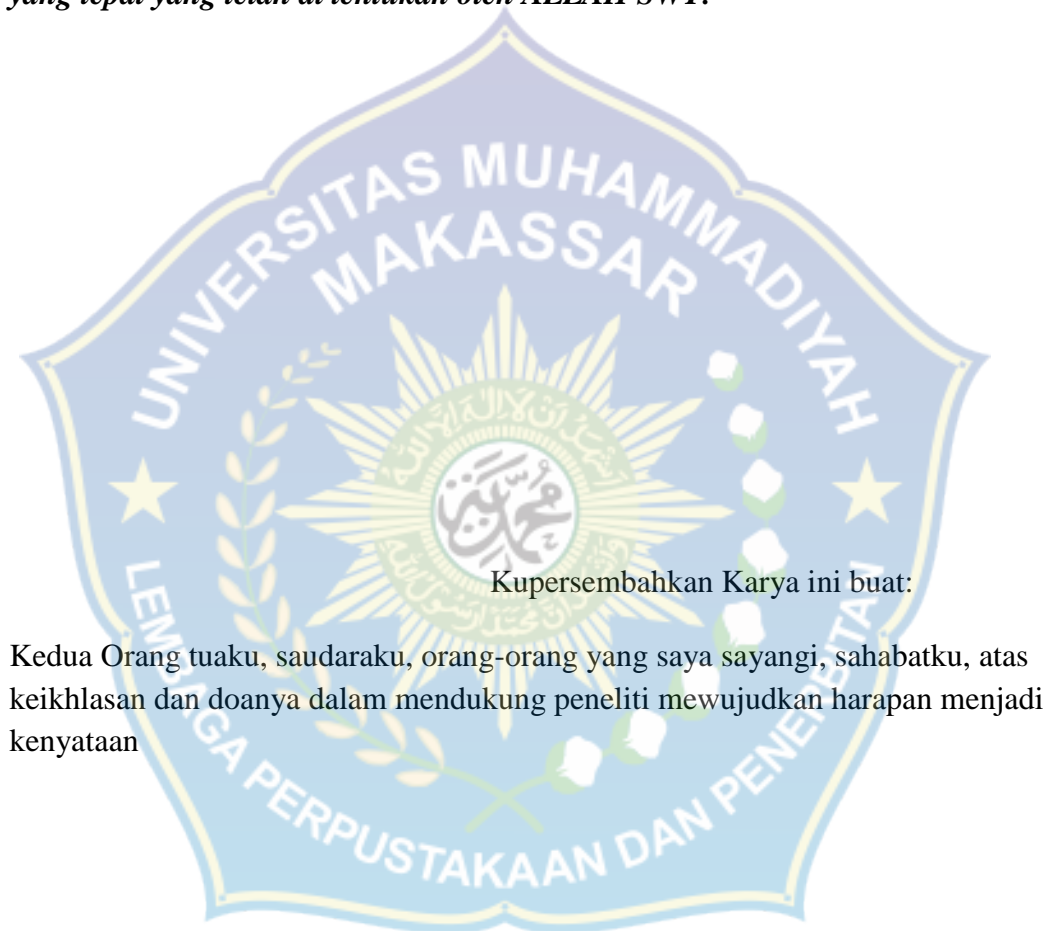 yang tepat yang telah di tentukan oleh ALLAH SWT.
UNIVERSITAS MUHAMMADIYAH
MAKASSAR
محمد
Kupersembahkan Karya ini buat:
Kedua Orang tuaku, saudaraku, orang-orang yang saya sayangi, sahabatku, atas
keikhlasan dan doanya dalam mendukung peneliti mewujudkan harapan menjadi
kenyataan
LEMBAGA PERPUSTAKAAN DAN PENERBITAN